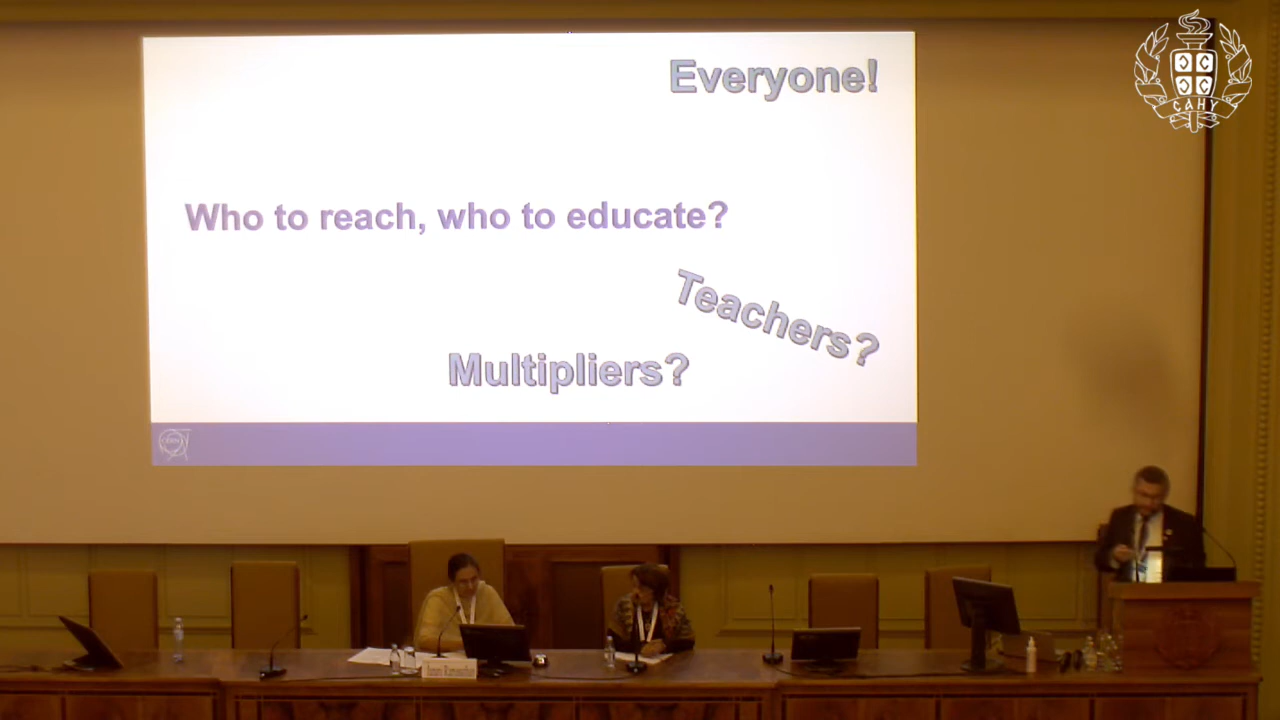 Everyone!
Who to reach, who to educate?
Teachers?
Multipliers?
САНУ